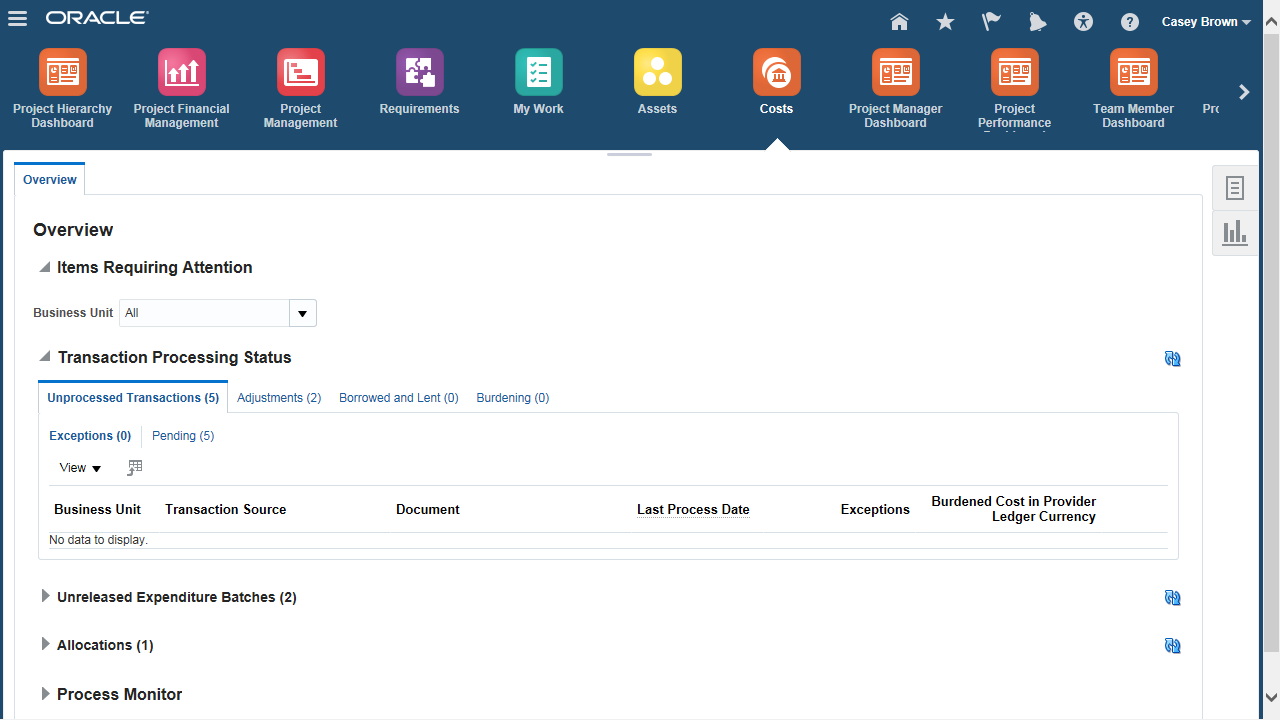 ORACLE
Casey Brown
Project Hierarchy
Dashboard
Project Financial
Management
Project
Management
Requirements
My Work
Assets
Costs
Project Manager
Dashboard
Project
Performance
Team Member
Dashboard
Overview
Overview
Items Requiring Attention
Business Unit All
Transaction Processing Status
Unprocessed Transactions (5) Adjustments (2) Borrowed and Lent (0) Burdening (0)
Exceptions (0) Pending (5)
View
Business Unit Transaction Source Document Last Process Date Exceptions Burdened Cost in Provider
Ledger Currency
No data to display.
Unreleased Expenditure Batches (2)
Allocations (1)
Process Monitor